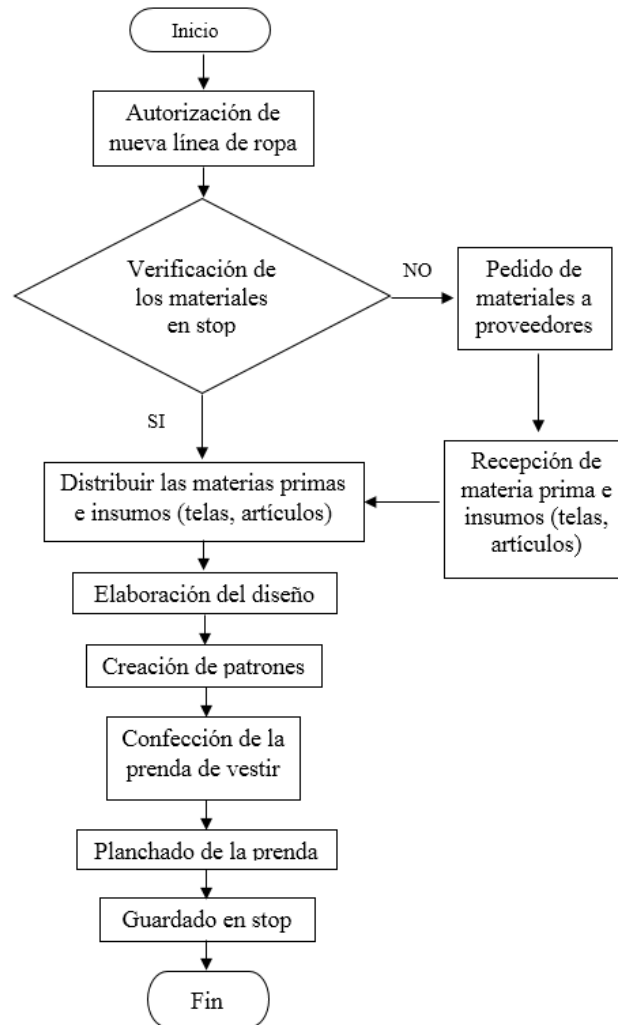 Inicio
Autorización de
nueva línea de ropa
Verificación de
los materiales
en stop
NO
Pedido de
materiales a
proveedores
SI
Recepción de
materia prima e
insumos (telas,
artículos)
Distribuir las materias primas
e insumos (telas, artículos)
Elaboración del diseño
Creación de patrones
Confección de la
prenda de vestir
Planchado de la prenda
Guardado en stop
Fin